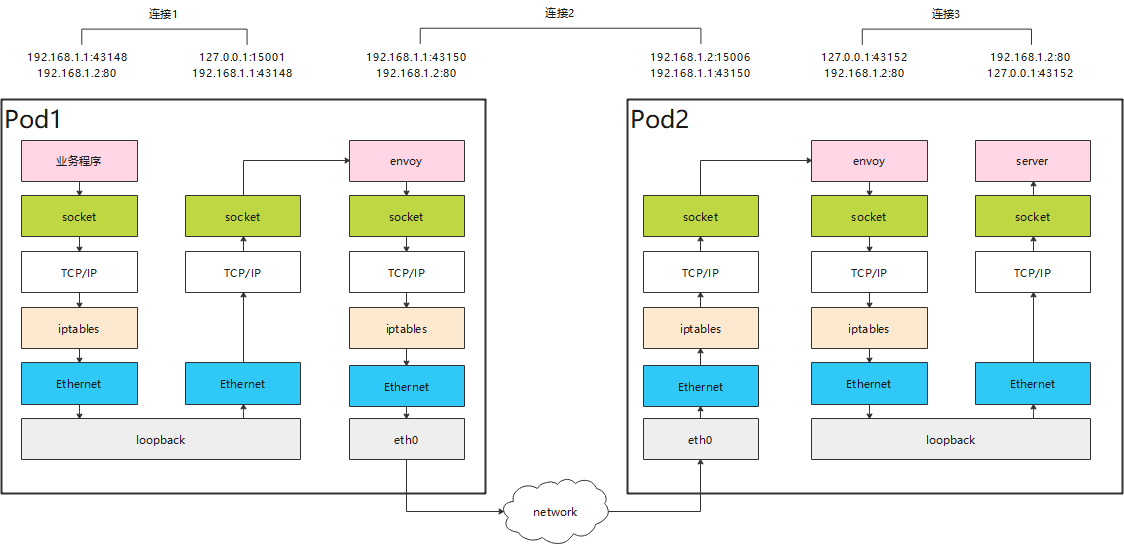 连接1
连接2
连接3
192.168.1.1:43148
192.168.1.2:80
127.0.0.1:15001
192.168.1.1:43148
192.168.1.1:43150
192.168.1.2:80
192.168.1.2:15006
192.168.1.1:43150
127.0.0.1:43152
192.168.1.2:80
192.168.1.2:80
127.0.0.1:43152
Pod1
业务程序
socket
TCP/IP
iptables
Ethernet
socket
TCP/IP
Ethernet
loopback
envoy
socket
TCP/IP
iptables
Ethernet
eth0
network
Pod2
socket
TCP/IP
iptables
Ethernet
eth0
envoy
socket
TCP/IP
iptables
Ethernet
server
socket
TCP/IP
Ethernet
loopback